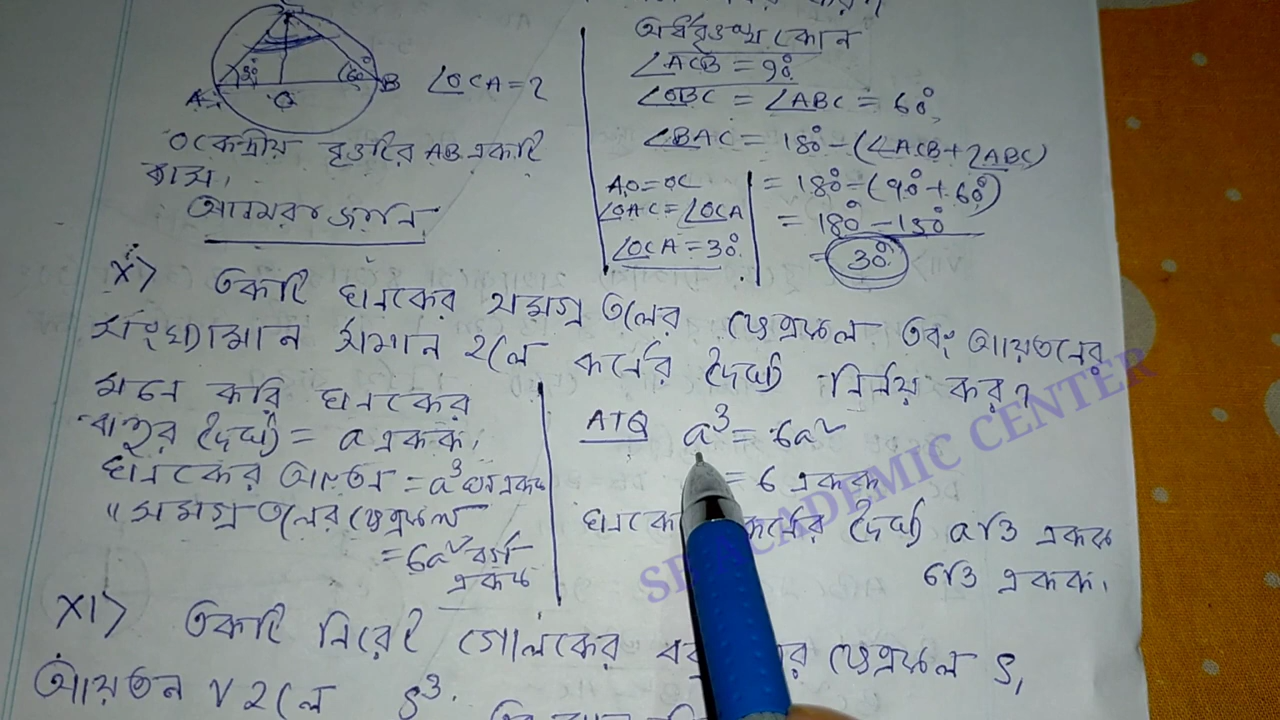 ∠OCA = ?
O কেন্দ্রীয় বৃত্তটির AB একটি
ব্যাস।
আমরা জানি
অর্ধবৃত্তস্থ কোন
∠ACB = 90°
∠OBC = ∠ABC = 60°,
∠BAC = 180° - (∠ACB + ∠ABC)
= 180° - (90° + 60°)
= 180° - 150°
= 30°
AO = OC
∠OAC = ∠OCA
∠OCA = 30°
X> একটি ঘনকের সমগ্র তলের ক্ষেত্রফল এবং আয়তনের
সংখ্যামান সমান হলে কর্নের দৈর্ঘ্য নির্নয় কর?
মনে করি ঘনকের
বাহুর দৈর্ঘ্য = a একক।
ঘনকের আয়তন = a³ ঘন একক
" সমগ্র তলের ক্ষেত্রফল
= 6a² বর্গ
একক
ATQ a³ = 6a²
= 6 একক
কর্নের দৈর্ঘ্য a√3 একক
6√3 একক।
XI> একটি নিরেট গোলকের ক্ষেত্রফল S,
আয়তন V হলে S³
SP ACADEMIC CENTER